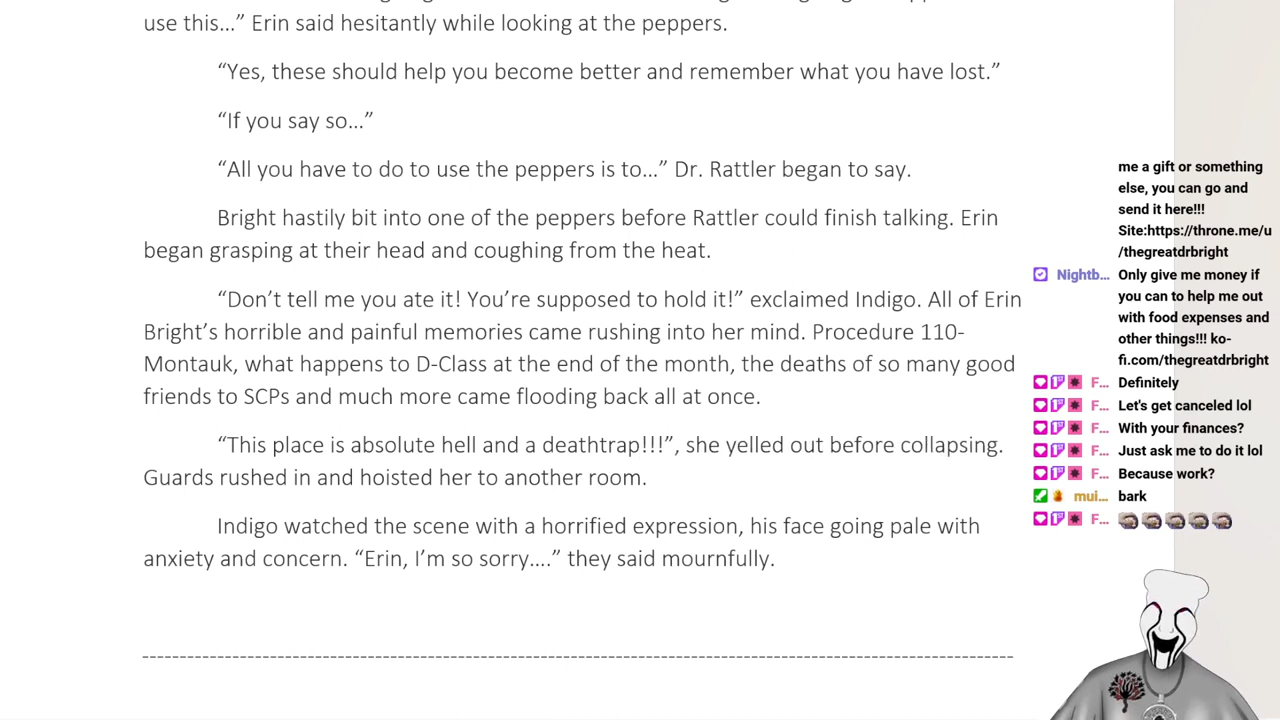 use this…” Erin said hesitantly while looking at the peppers.
“Yes, these should help you become better and remember what you have lost.”
“If you say so…”
“All you have to do to use the peppers is to…” Dr. Rattler began to say.
Bright hastily bit into one of the peppers before Rattler could finish talking. Erin
began grasping at their head and coughing from the heat.
“Don’t tell me you ate it! You’re supposed to hold it!” exclaimed Indigo. All of Erin
Bright’s horrible and painful memories came rushing into her mind. Procedure 110-
Montauk, what happens to D-Class at the end of the month, the deaths of so many good
friends to SCPs and much more came flooding back all at once.
“This place is absolute hell and a deathtrap!!!”, she yelled out before collapsing.
Guards rushed in and hoisted her to another room.
Indigo watched the scene with a horrified expression, his face going pale with
anxiety and concern. “Erin, I’m so sorry….” they said mournfully.
me a gift or something
else, you can go and
send it here!!!
Site:https://throne.me/u
/thegreatdrbright
Nightb... Only give me money if
you can to help me out
with food expenses and
other things!!! ko-
fi.com/thegreatdrbright
F... Definitely
F... Let's get canceled lol
F... With your finances?
F... Just ask me to do it lol
F... Because work?
mui... bark
F...